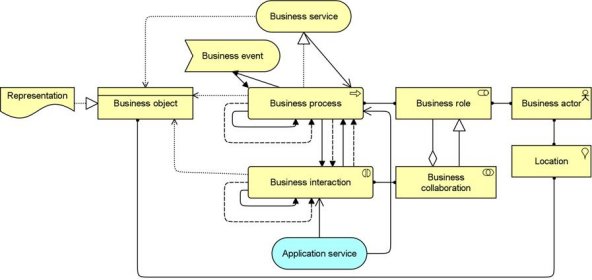 Business service
Business event
Representation
Business object
Business process
Business role
Business actor
Location
Business interaction
Business
collaboration
Application service